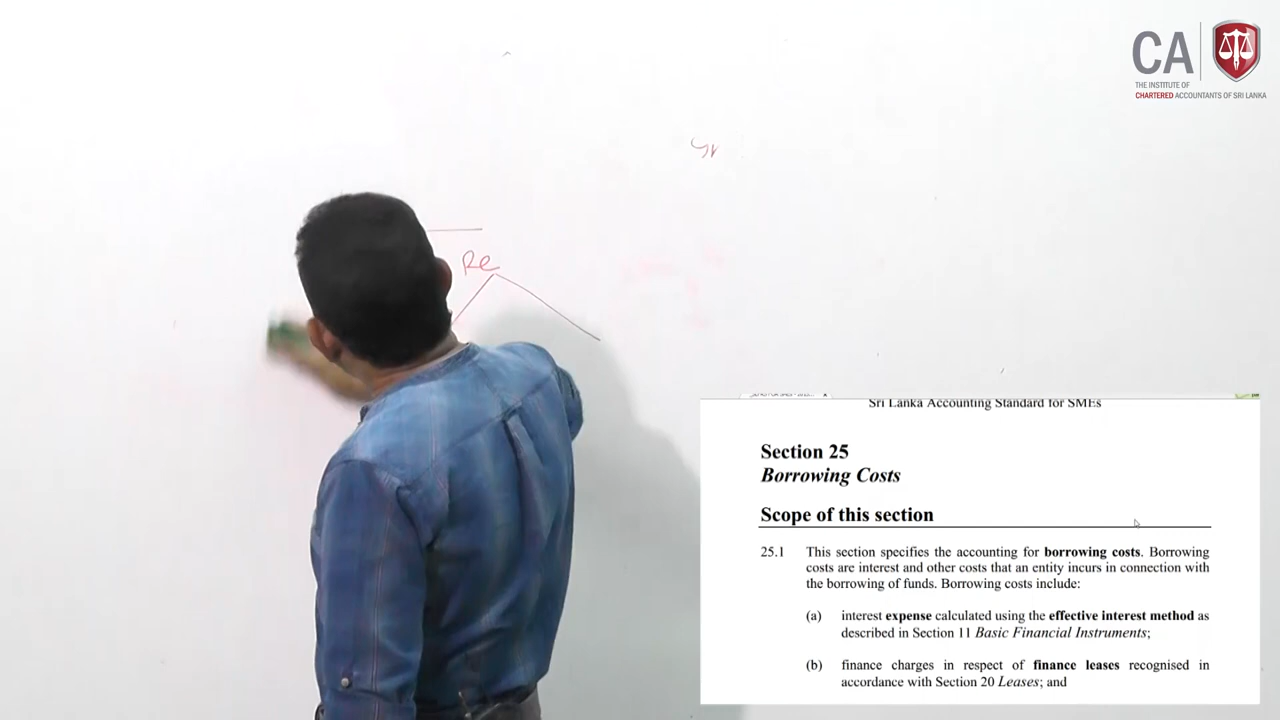 CA
THE INSTITUTE OF
CHARTERED ACCOUNTANTS OF SRI LANKA
Re
Sri Lanka Accounting Standard for SMEs
Section 25
Borrowing Costs
Scope of this section
25.1 This section specifies the accounting for borrowing costs. Borrowing
costs are interest and other costs that an entity incurs in connection with
the borrowing of funds. Borrowing costs include:
(a) interest expense calculated using the effective interest method as
described in Section 11 Basic Financial Instruments;
(b) finance charges in respect of finance leases recognised in
accordance with Section 20 Leases; and